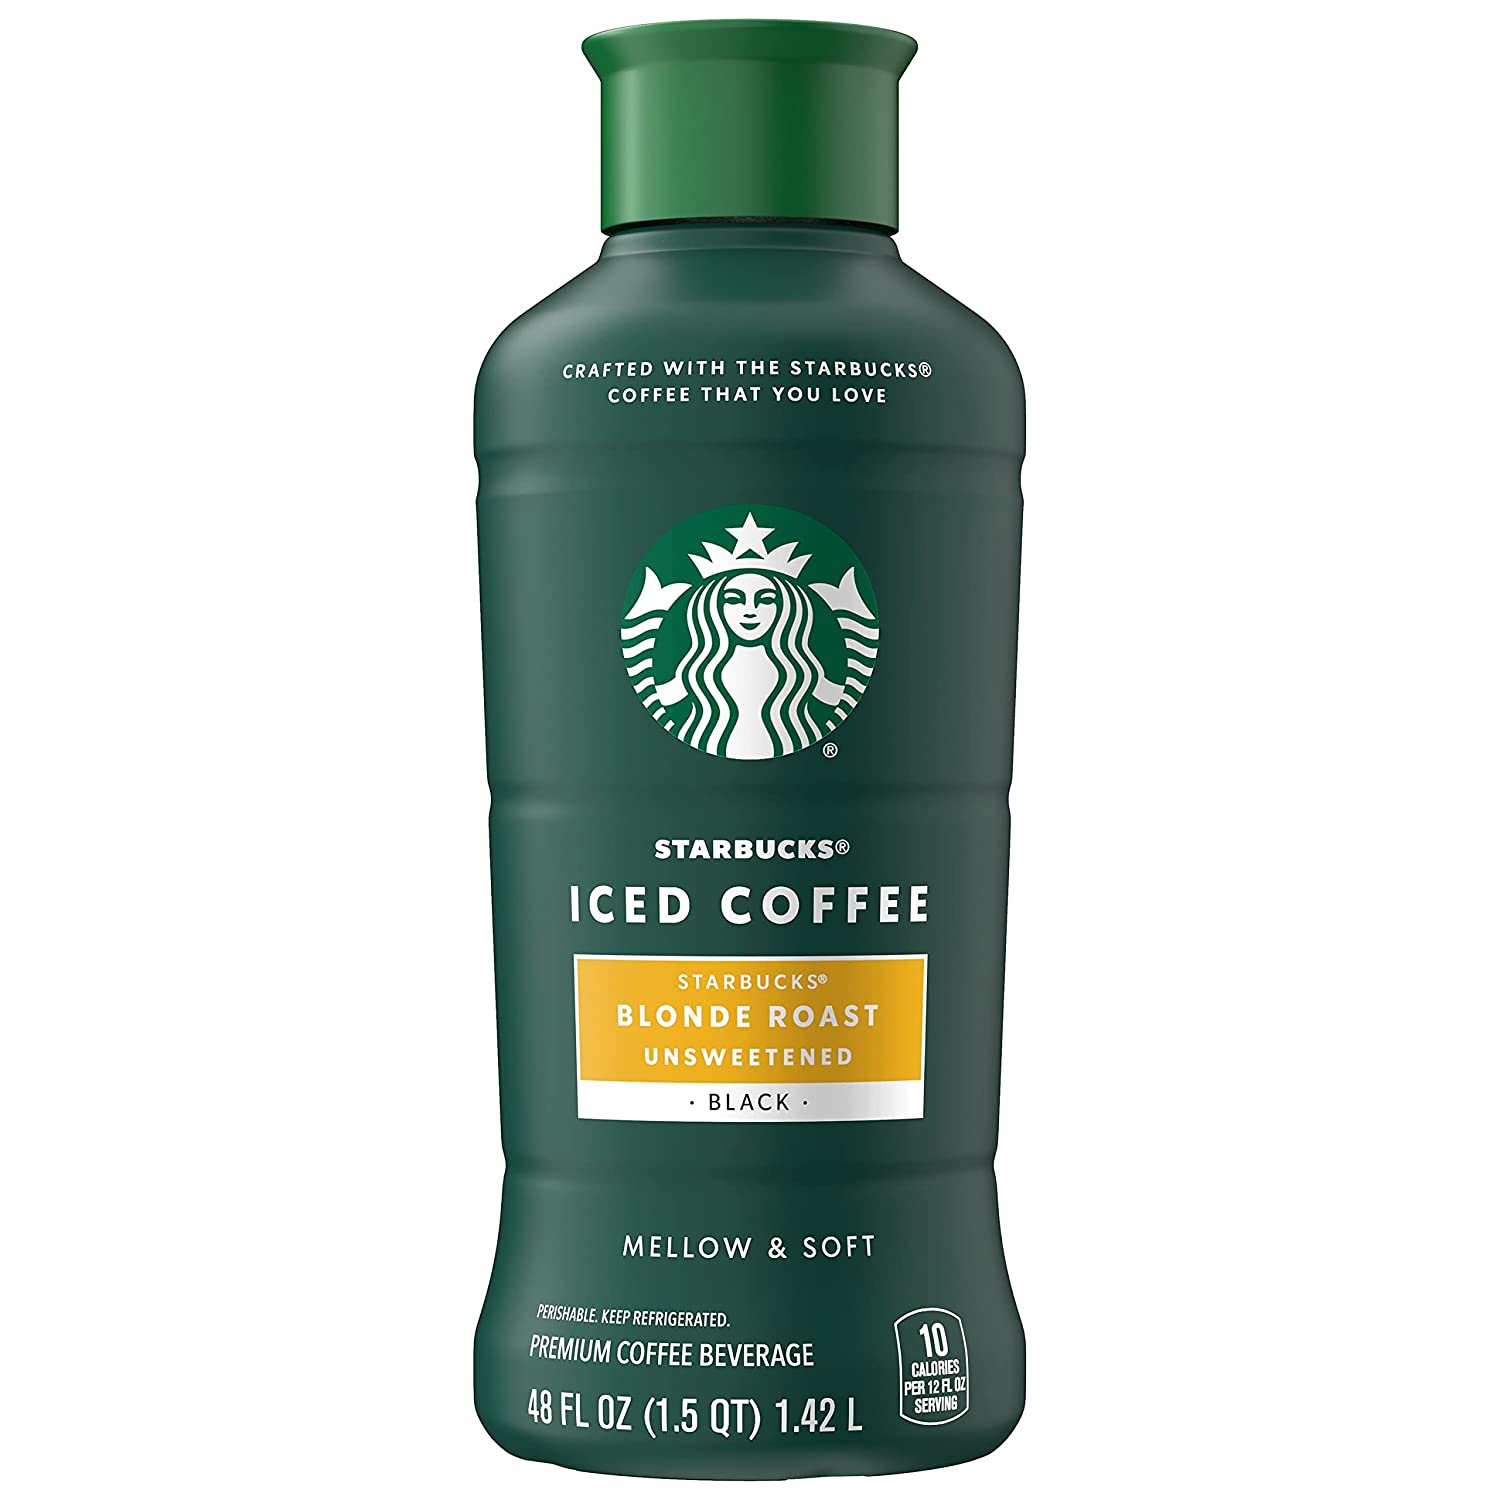 CRAFTED WITH THE STARBUCKS®
COFFEE THAT YOU LOVE
®
STARBUCKS®
ICED COFFEE
STARBUCKS®
BLONDE ROAST
UNSWEETENED
· BLACK ·
MELLOW & SOFT
PERISHABLE. KEEP REFRIGERATED.
PREMIUM COFFEE BEVERAGE
48 FL OZ (1.5 QT) 1.42 L
10
CALORIES
PER 12 FL OZ
SERVING